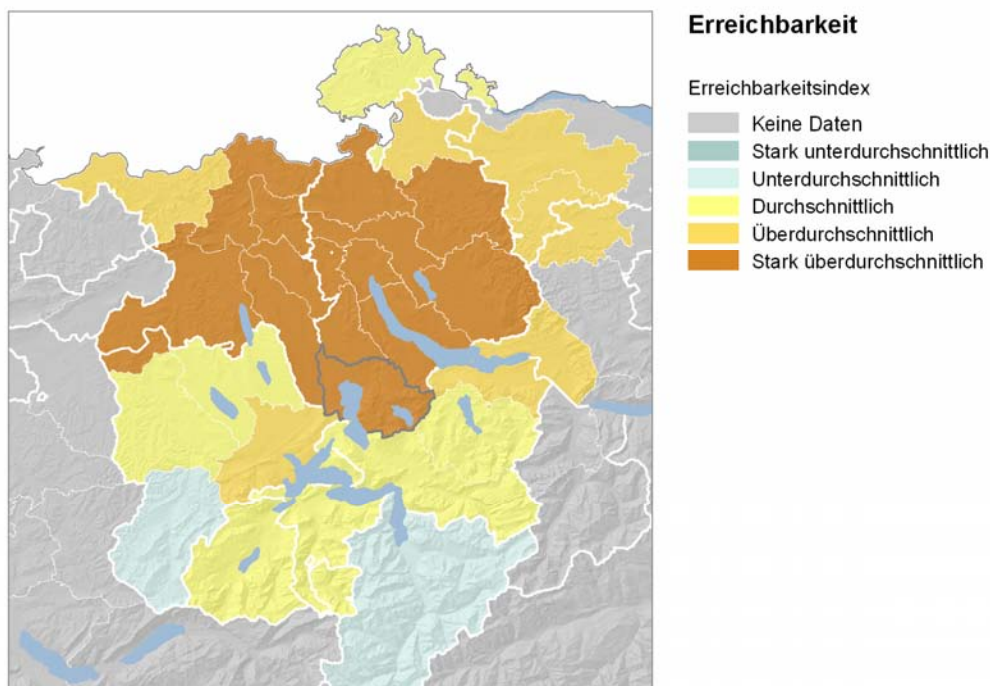 Erreichbarkeit
Erreichbarkeitsindex
Keine Daten
Stark unterdurchschnittlich
Unterdurchschnittlich
Durchschnittlich
Überdurchschnittlich
Stark überdurchschnittlich